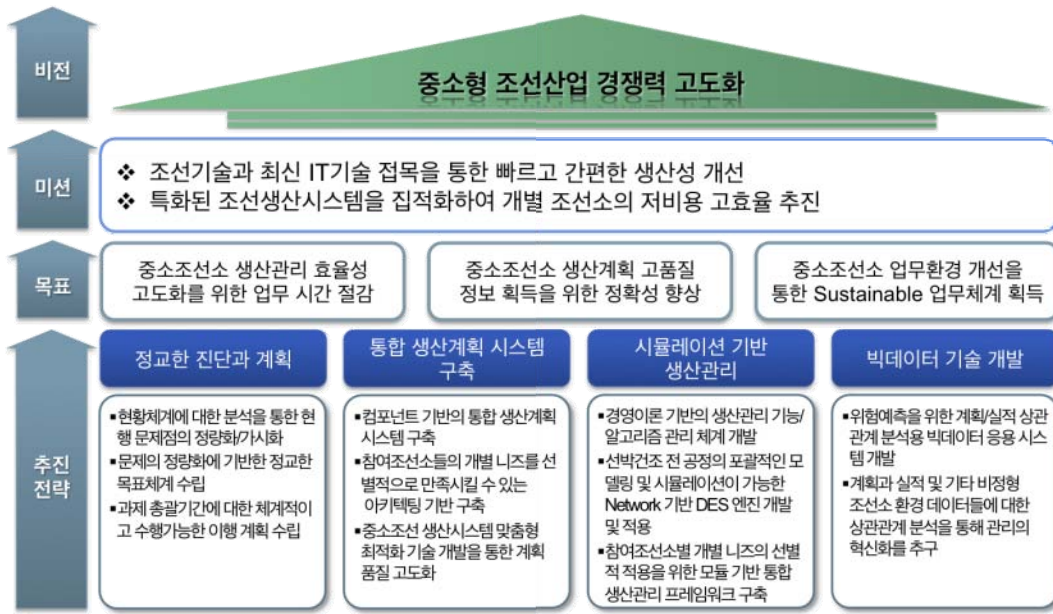 비전
중소형 조선산업 경쟁력 고도화
미션
❖ 조선기술과 최신 IT기술 접목을 통한 빠르고 간편한 생산성 개선
❖ 특화된 조선생산시스템을 집적화하여 개별 조선소의 저비용 고효율 추진
목표
중소조선소 생산관리 효율성
고도화를 위한 업무 시간 절감
중소조선소 생산계획 고품질
정보 획득을 위한 정확성 향상
중소조선소 업무환경 개선을
통한 Sustainable 업무체계 획득
추진
전략
정교한 진단과 계획
▪현황체계에 대한 분석을 통한 현
행 문제점의 정량화/가시화
▪문제의 정량화에 기반한 정교한
목표체계 수립
▪과제 총괄기간에 대한 체계적이
고 수행가능한 이행 계획 수립
통합 생산계획 시스템
구축
▪컴포넌트 기반의 통합 생산계획
시스템 구축
▪참여조선소들의 개별 니즈를 선
별적으로 만족시킬 수 있는
아키텍팅 기반 구축
▪중소조선 생산시스템 맞춤형
최적화 기술 개발을 통한 계획
품질 고도화
시뮬레이션 기반
생산관리
▪경영이론 기반의 생산관리 기능/
알고리즘 관리 체계 개발
▪선박건조 전 공정의 포괄적인 모
델링 및 시뮬레이션이 가능한
Network 기반 DES 엔진 개발
및 적용
▪참여조선소별 개별 니즈의 선별
적 적용을 위한 모듈 기반 통합
생산관리 프레임워크 구축
빅데이터 기술 개발
▪위험예측을 위한 계획/실적 상관
관계 분석용 빅데이터 응용 시스
템 개발
▪계획과 실적 및 기타 비정형
조선소 환경 데이터들에 대한
상관관계 분석을 통해 관리의
혁신화를 추구